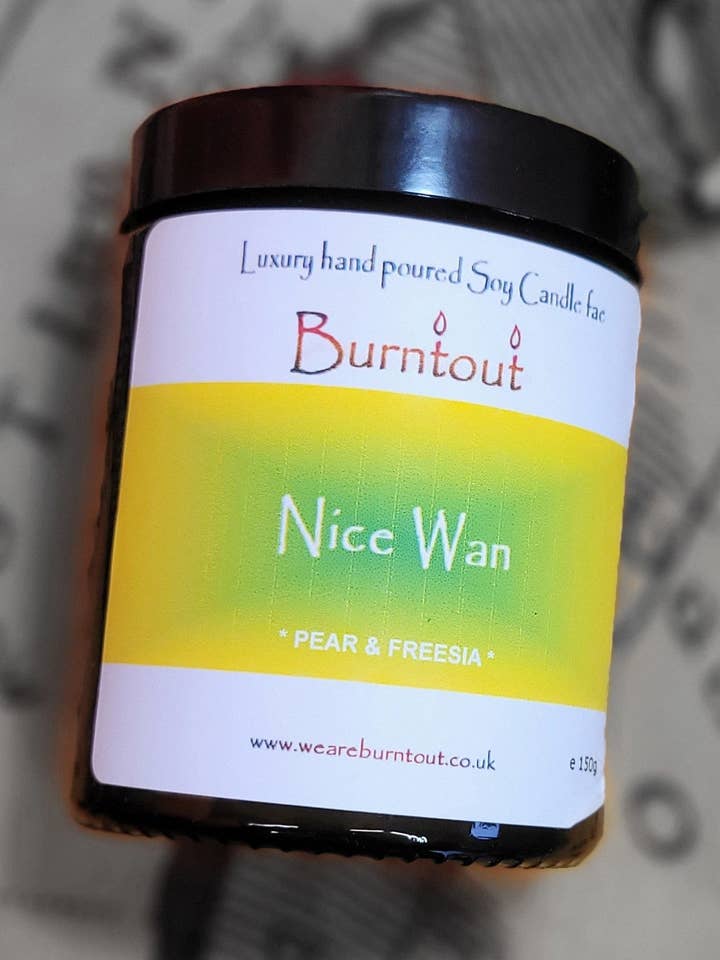 Luxury hand poured Soy Candle fae
Burntout
Nice Wan
* PEAR & FREESIA *
www.weareburntout.co.uk
e 150g